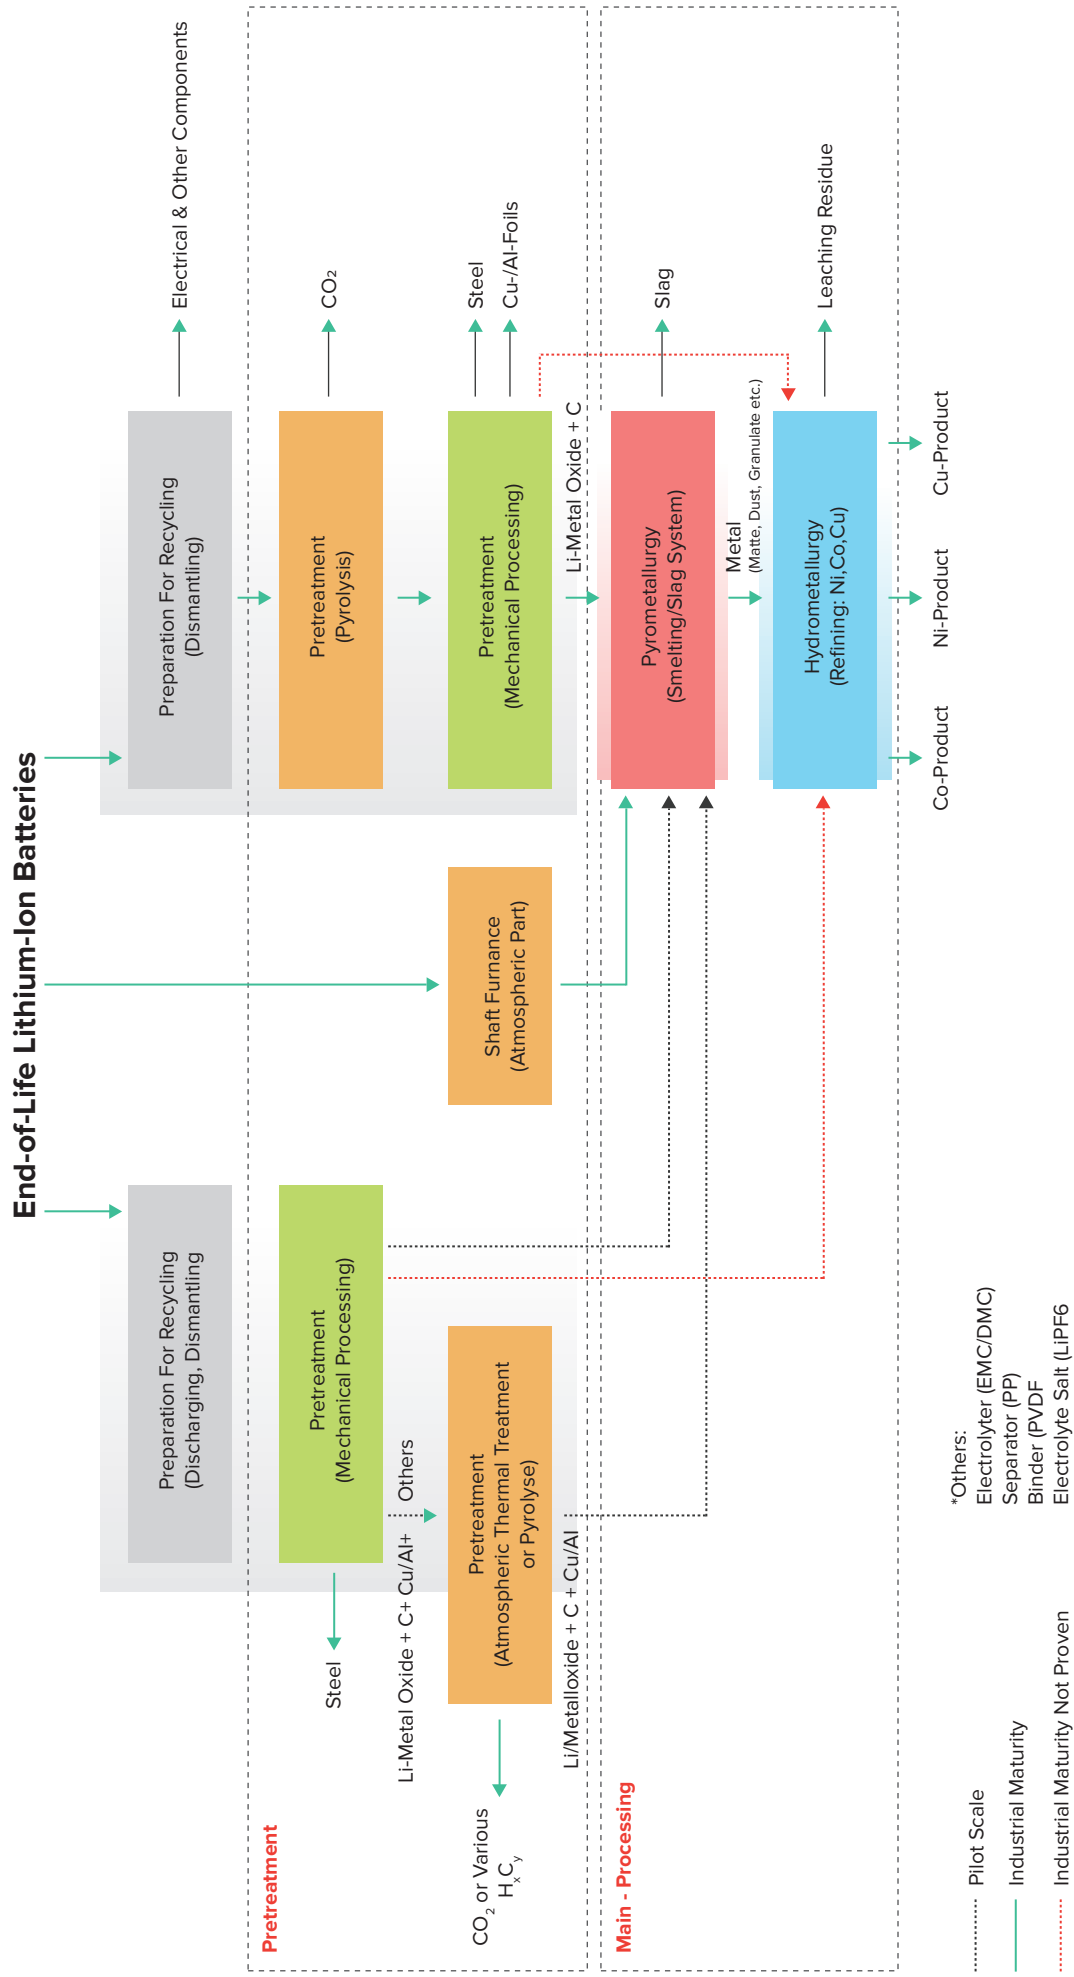 End-of-Life Lithium-Ion Batteries
Preparation For Recycling
(Discharging, Dismantling
Preparation For Recycling
(Dismantling)
Electrical & Other Components
Pretreatment
Steel
Pretreatment
(Mechanical Processing)
Pretreatment
(Pyrolysis)
CO₂
Li-Metal Oxide + C+ Cu/Al+
Others
CO₂ or Various
HₓCᵧ
Pretreatment
(Atmospheric Thermal Treatment
or Pyrolyse)
Shaft Furnance
(Atmospheric Part)
Pretreatment
(Mechanical Processing)
Steel
Cu-/Al-Foils
Li/Metalloxide + C + Cu/Al
Li-Metal Oxide + C
Main - Processing
Pyrometallurgy
(Smelting/Slag System)
Slag
Metal
(Matte, Dust, Granulate etc.)
Hydrometallurgy
(Refining: Ni,Co,Cu)
Leaching Residue
Co-Product
Ni-Product
Cu-Product
Pilot Scale
Industrial Maturity
Industrial Maturity Not Proven
*Others:
Electrolyter (EMC/DMC)
Separator (PP)
Binder (PVDF
Electrolyte Salt (LiPF6